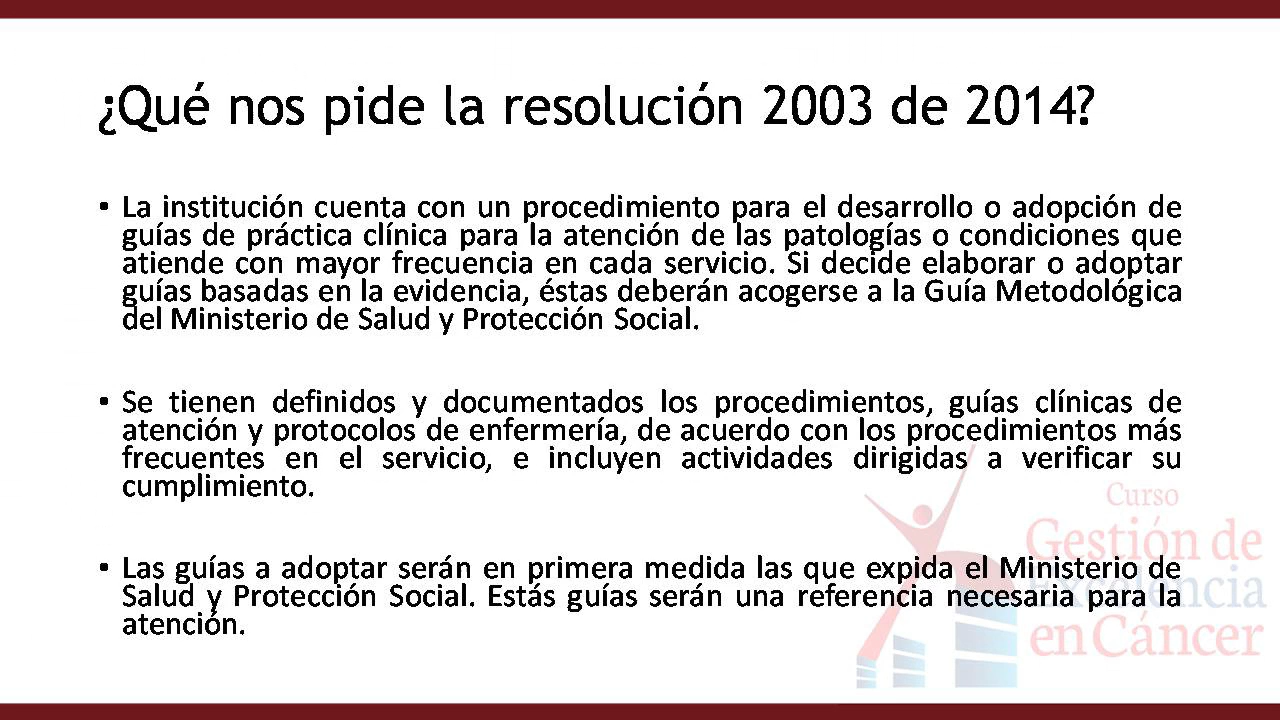 ¿Qué nos pide la resolución 2003 de 2014?
• La institución cuenta con un procedimiento para el desarrollo o adopción de
guías de práctica clínica para la atención de las patologías o condiciones que
atiende con mayor frecuencia en cada servicio. Si decide elaborar o adoptar
guías basadas en la evidencia, éstas deberán acogerse a la Guía Metodológica
del Ministerio de Salud y Protección Social.
• Se tienen definidos y documentados los procedimientos, guías clínicas de
atención y protocolos de enfermería, de acuerdo con los procedimientos más
frecuentes en el servicio, e incluyen actividades dirigidas a verificar su
cumplimiento.
• Las guías a adoptar serán en primera medida las que expida el Ministerio de
Salud y Protección Social. Estás guías serán una referencia necesaria para la
atención.
Curso
Gestión de
Excelencia
en Cáncer